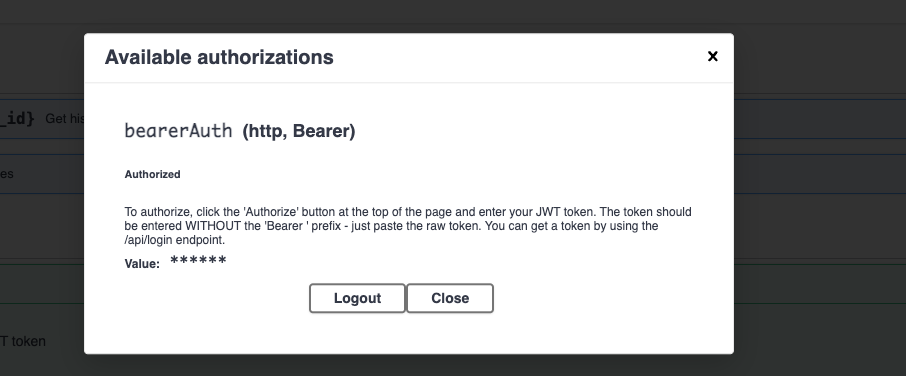 Available authorizations
x
_id} Get his
bearerAuth (http, Bearer)
es
Authorized
To authorize, click the 'Authorize' button at the top of the page and enter your JWT token. The token should
be entered WITHOUT the 'Bearer ' prefix - just paste the raw token. You can get a token by using the
/api/login endpoint.
Value: ******
Logout Close
T token